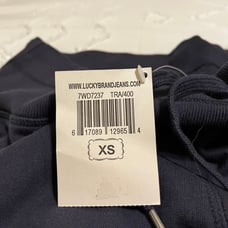 WWW.LUCKYBRANDJEANS.COM
7WD7237 TRA/400
6 17089 12965 4
XS